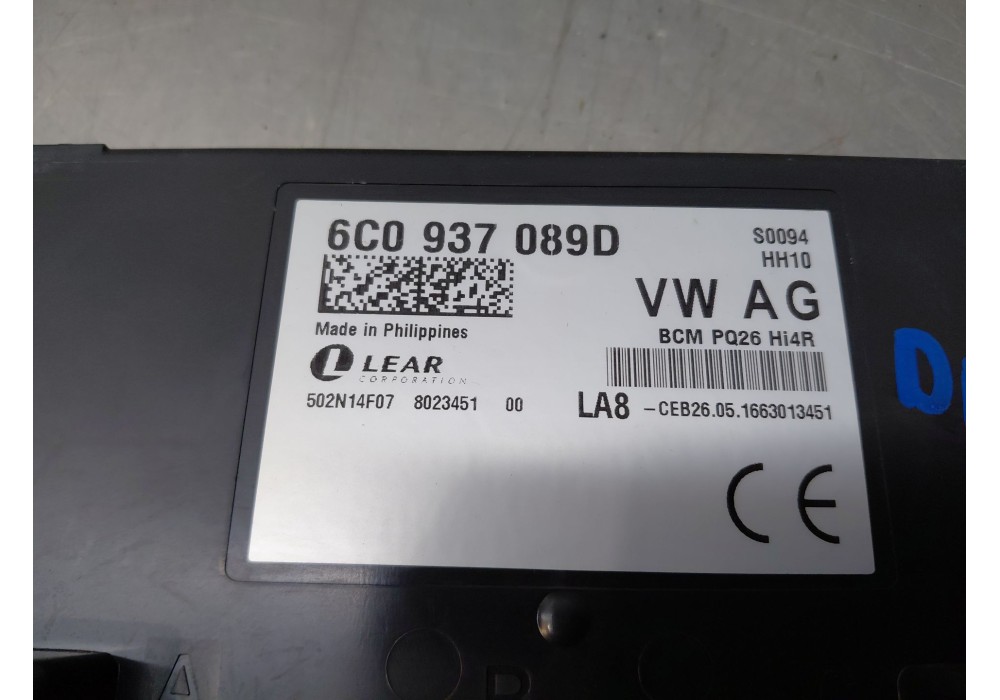 6C0 937 089D
S0094
HH10
VW AG
Made in Philippines
BCM PQ26 Hi4R
LEAR
CORPORATION
502N14F07 8023451 00
LA8 -CEB26.05.1663013451
CE
A